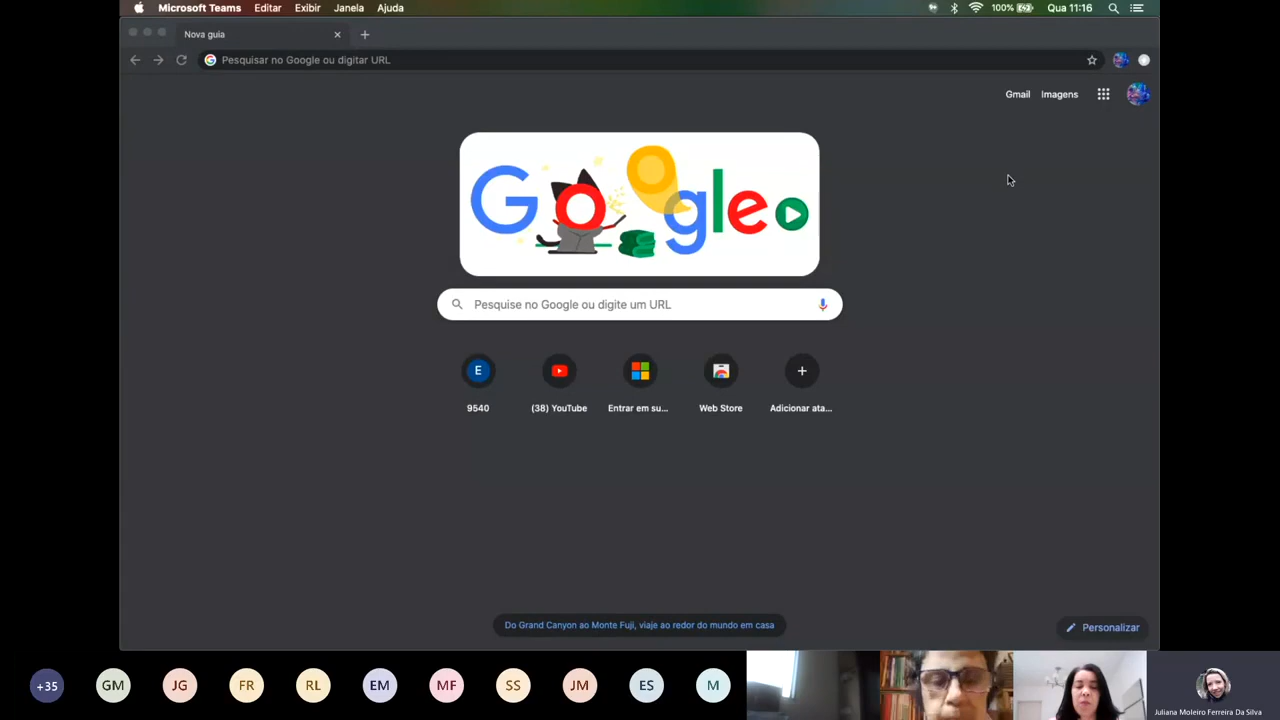 Microsoft Teams Editar Exibir Janela Ajuda 100% Qua 11:16
Nova guia
Pesquisar no Google ou digitar URL
Gmail Imagens
Google
Pesquise no Google ou digite um URL
E
9540 (38) YouTube Entrar em su... Web Store Adicionar ata...
Do Grand Canyon ao Monte Fuji, viaje ao redor do mundo em casa
Personalizar
+35 GM JG FR RL EM MF SS JM ES M
Juliana Moleiro Ferreira Da Silva